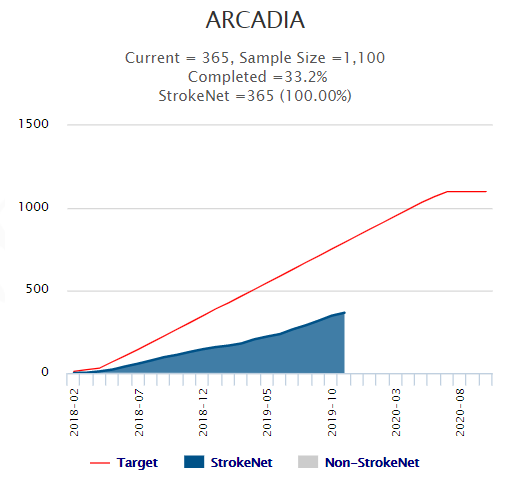 ARCADIA
Current = 365, Sample Size =1,100
Completed =33.2%
StrokeNet =365 (100.00%)
1500
1000
500
0
2018-02 2018-07 2018-12 2019-05 2019-10 2020-03 2020-08
Target StrokeNet Non-StrokeNet